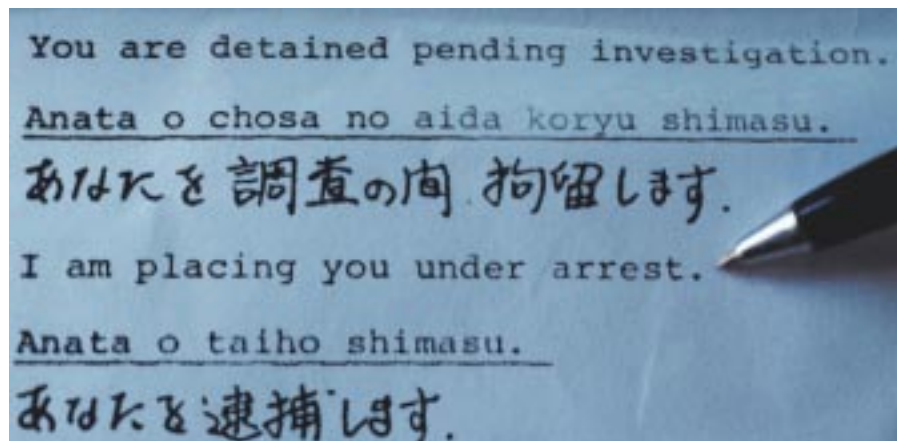 You are detained pending investigation.
Anata o chosa no aida koryu shimasu.
あなたを調査の間 拘留します.
I am placing you under arrest.
Anata o taiho shimasu.
あなたを逮捕します.